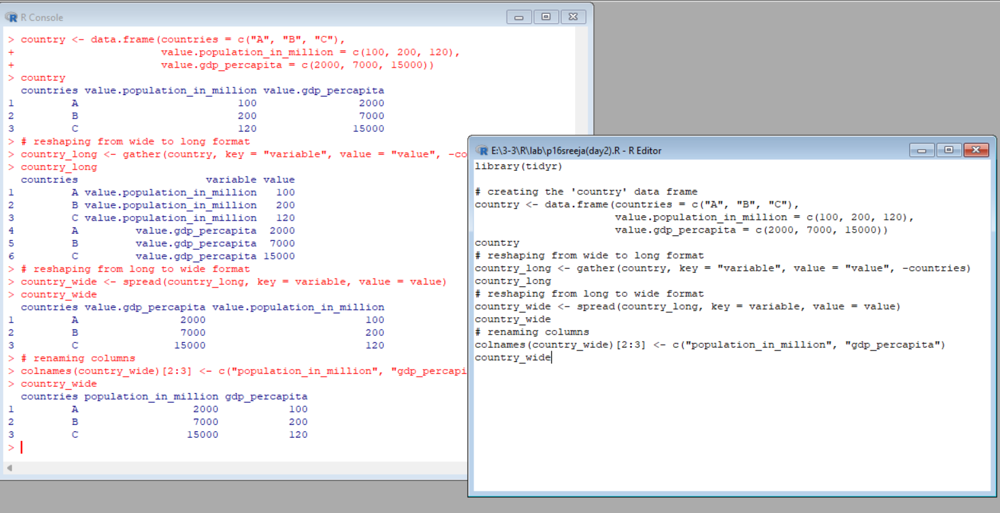 R Console
> country <- data.frame(countries = c("A", "B", "C"),
+                       value.population_in_million = c(100, 200, 120),
+                       value.gdp_percapita = c(2000, 7000, 15000))
> country
  countries value.population_in_million value.gdp_percapita
1         A                         100                2000
2         B                         200                7000
3         C                         120               15000
> # reshaping from wide to long format
> country_long <- gather(country, key = "variable", value = "value", -co
> country_long
  countries                    variable value
1         A value.population_in_million   100
2         B value.population_in_million   200
3         C value.population_in_million   120
4         A         value.gdp_percapita  2000
5         B         value.gdp_percapita  7000
6         C         value.gdp_percapita 15000
> # reshaping from long to wide format
> country_wide <- spread(country_long, key = variable, value = value)
> country_wide
  countries value.gdp_percapita value.population_in_million
1         A                2000                         100
2         B                7000                         200
3         C               15000                         120
> # renaming columns
> colnames(country_wide)[2:3] <- c("population_in_million", "gdp_percapi
> country_wide
  countries population_in_million gdp_percapita
1         A                  2000           100
2         B                  7000           200
3         C                 15000           120
>
E:\3-3\R\lab\p16sreeja(day2).R - R Editor
library(tidyr)
# creating the 'country' data frame
country <- data.frame(countries = c("A", "B", "C"),
                      value.population_in_million = c(100, 200, 120),
                      value.gdp_percapita = c(2000, 7000, 15000))
country
# reshaping from wide to long format
country_long <- gather(country, key = "variable", value = "value", -countries)
country_long
# reshaping from long to wide format
country_wide <- spread(country_long, key = variable, value = value)
country_wide
# renaming columns
colnames(country_wide)[2:3] <- c("population_in_million", "gdp_percapita")
country_wide